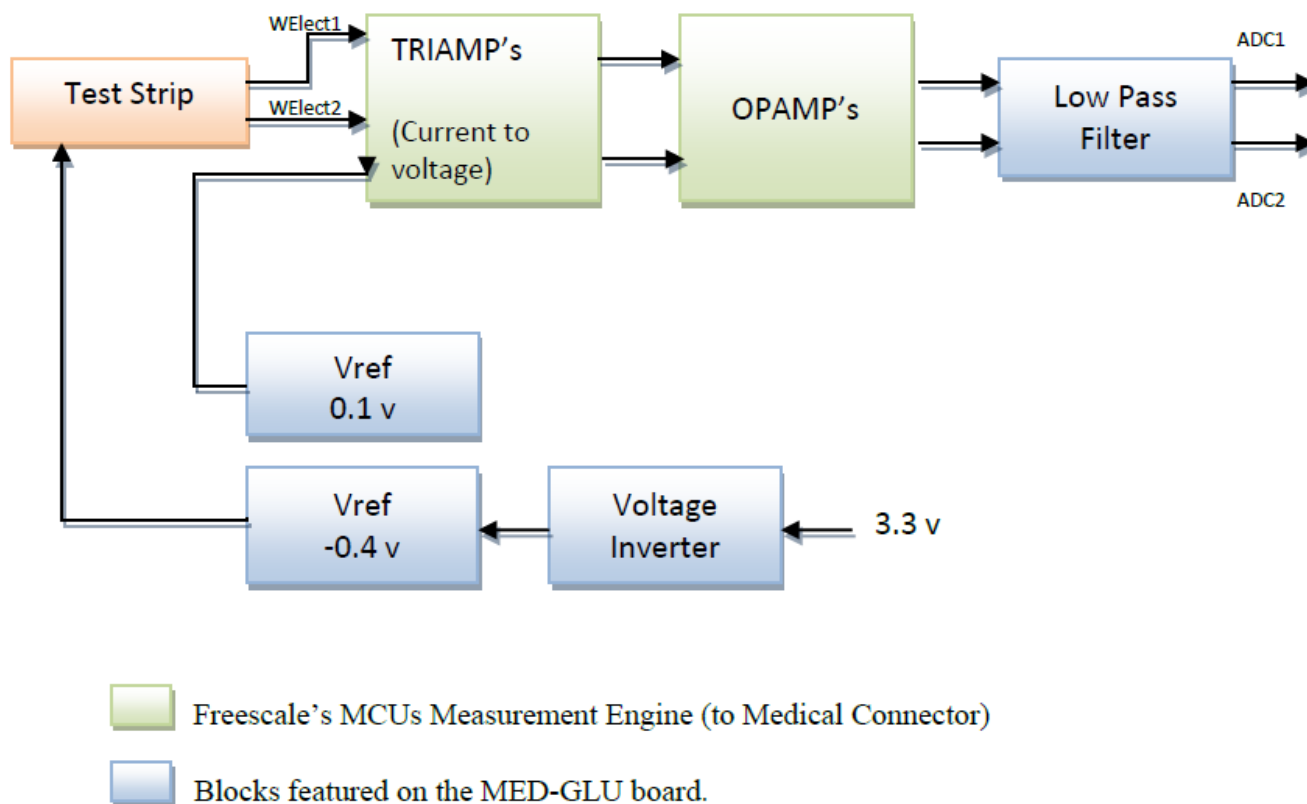 WElect1
TRIAMP's
ADC1
Test Strip
WElect2
(Current to
voltage)
OPAMP's
Low Pass
Filter
ADC2
Vref
0.1 v
Vref
-0.4 v
Voltage
Inverter
3.3 v
Freescale's MCUs Measurement Engine (to Medical Connector)
Blocks featured on the MED-GLU board.